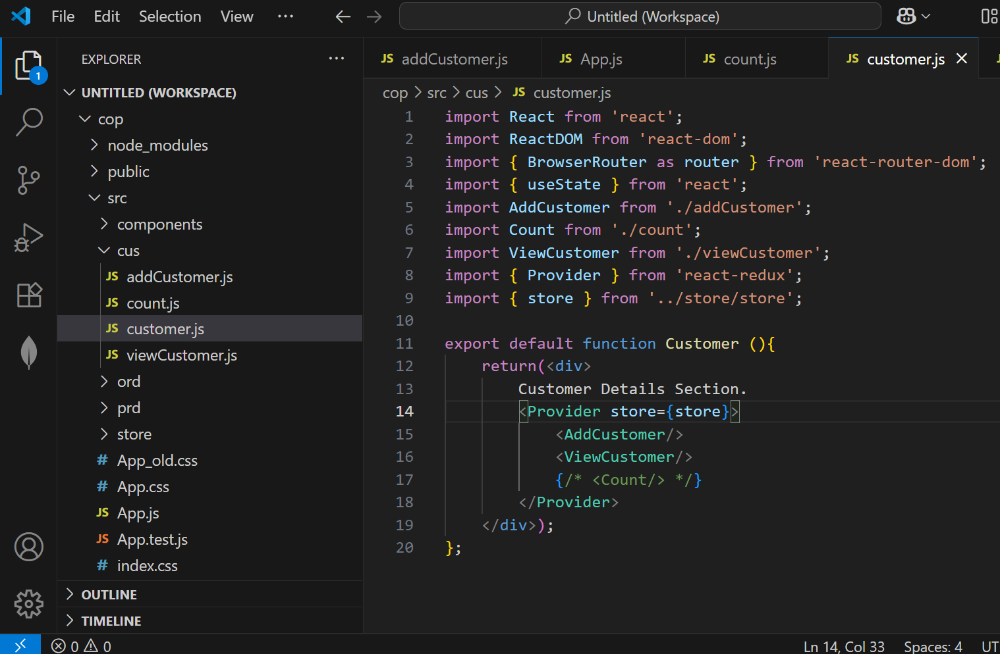 File Edit Selection View ··· Untitled (Workspace)
EXPLORER ···
1
UNTITLED (WORKSPACE)
cop
node_modules
public
src
components
cus
JS addCustomer.js
JS count.js
JS customer.js
JS viewCustomer.js
ord
prd
store
# App_old.css
# App.css
JS App.js
JS App.test.js
# index.css
OUTLINE
TIMELINE
JS addCustomer.js JS App.js JS count.js JS customer.js
cop > src > cus > JS customer.js
1 import React from 'react';
2 import ReactDOM from 'react-dom';
3 import { BrowserRouter as router } from 'react-router-dom';
4 import { useState } from 'react';
5 import AddCustomer from './addCustomer';
6 import Count from './count';
7 import ViewCustomer from './viewCustomer';
8 import { Provider } from 'react-redux';
9 import { store } from '../store/store';
10
11 export default function Customer (){
12 return(<div>
13 Customer Details Section.
14 <Provider store={store}>
15 <AddCustomer/>
16 <ViewCustomer/>
17 {/* <Count/> */}
18 </Provider>
19 </div>);
20 };
0 0 Ln 14, Col 33 Spaces: 4 UT